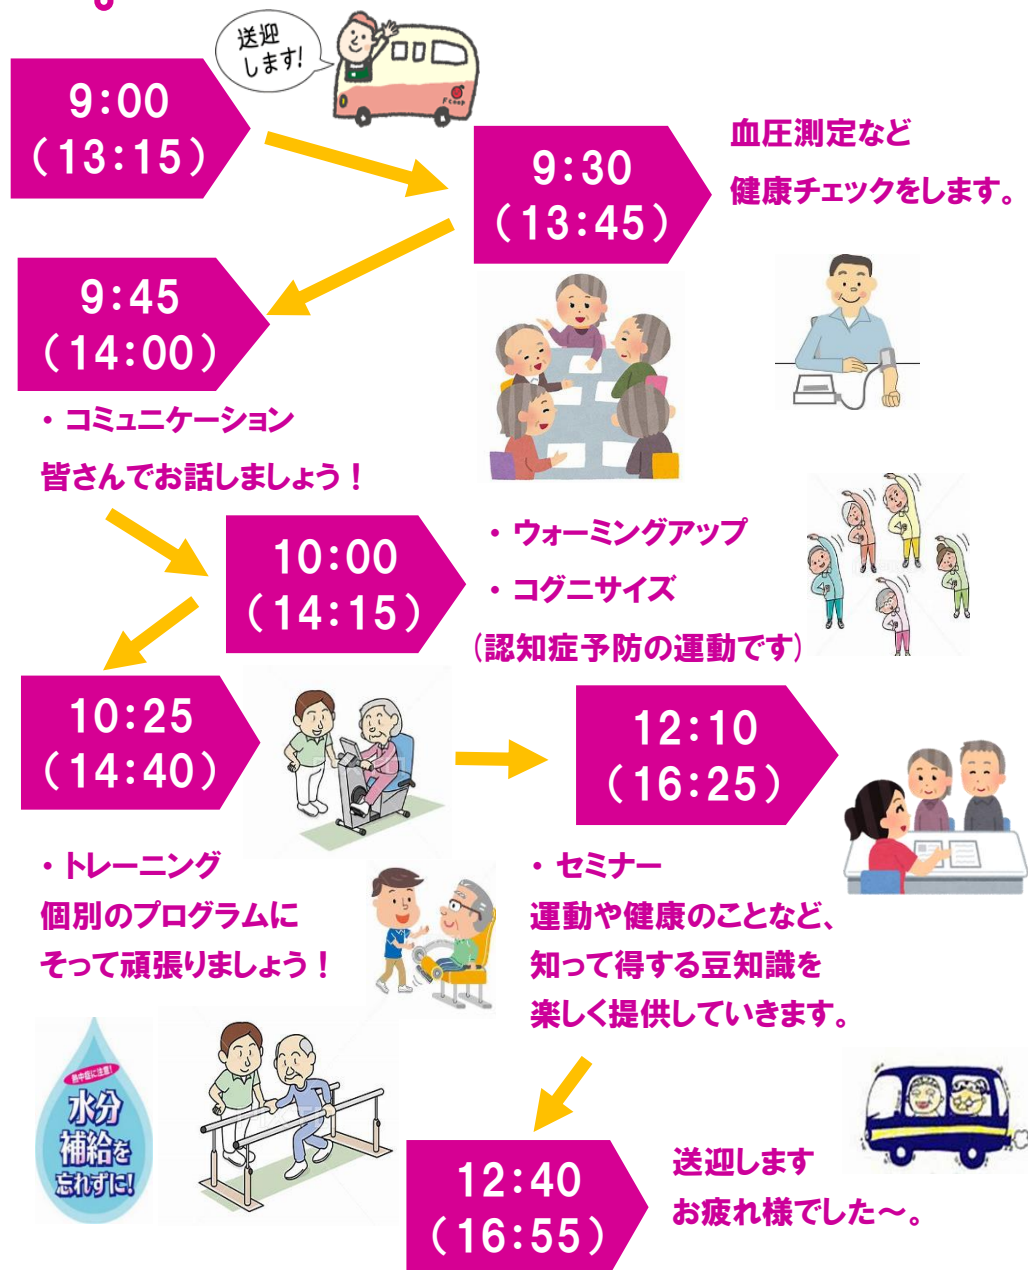 送迎
します!
F coop
9:00
(13:15)
9:30
(13:45)
血圧測定など
健康チェックをします。
9:45
(14:00)
・コミュニケーション
皆さんでお話しましょう!
10:00
(14:15)
・ウォーミングアップ
・コグニサイズ
(認知症予防の運動です)
10:25
(14:40)
12:10
(16:25)
・トレーニング
個別のプログラムに
そって頑張りましょう!
・セミナー
運動や健康のことなど、
知って得する豆知識を
楽しく提供していきます。
熱中症に注意!
水分
補給を
忘れずに!
12:40
(16:55)
送迎します
お疲れ様でした~。